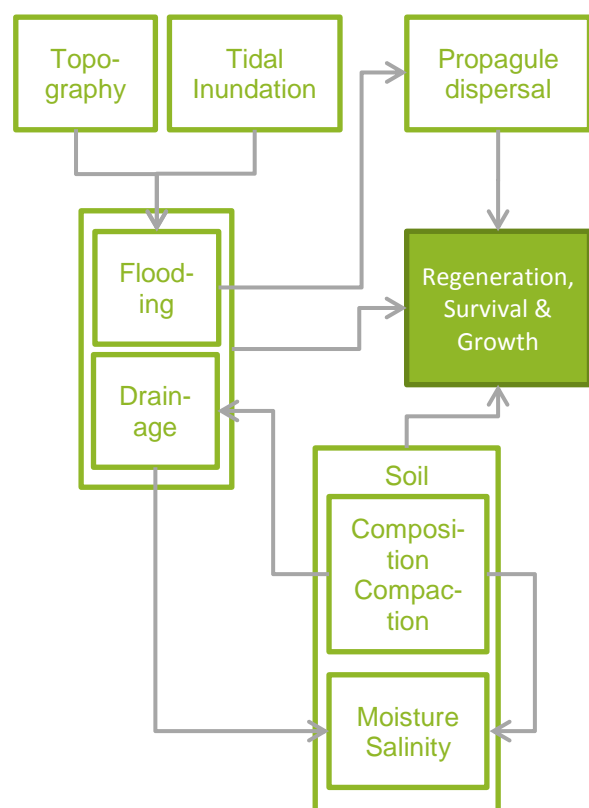 Topo-
graphy
Tidal
Inundation
Propagule
dispersal
Flood-
ing
Regeneration,
Survival &
Growth
Drain-
age
Soil
Composi-
tion
Compac-
tion
Moisture
Salinity